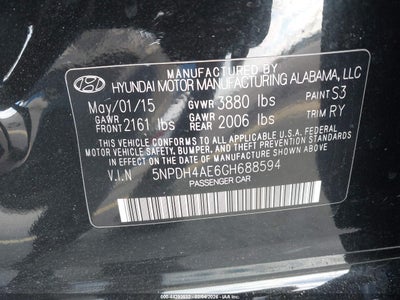 MANUFACTURED BY
HYUNDAI MOTOR MANUFACTURING ALABAMA, LLC
May/01/15 GVWR 3880 lbs PAINT S3
GAWR FRONT 2161 lbs GAWR REAR 2006 lbs TRIM RY
THIS VEHICLE CONFORMS TO ALL APPLICABLE U.S. FEDERAL
MOTOR VEHICLE SAFETY, BUMPER, AND THEFT PREVENTION
STANDARDS IN EFFECT ON THE DATE OF MANUFACTURE SHOWN ABOVE.
V.I.N 5NPDH4AE6GH688594
PASSENGER CAR